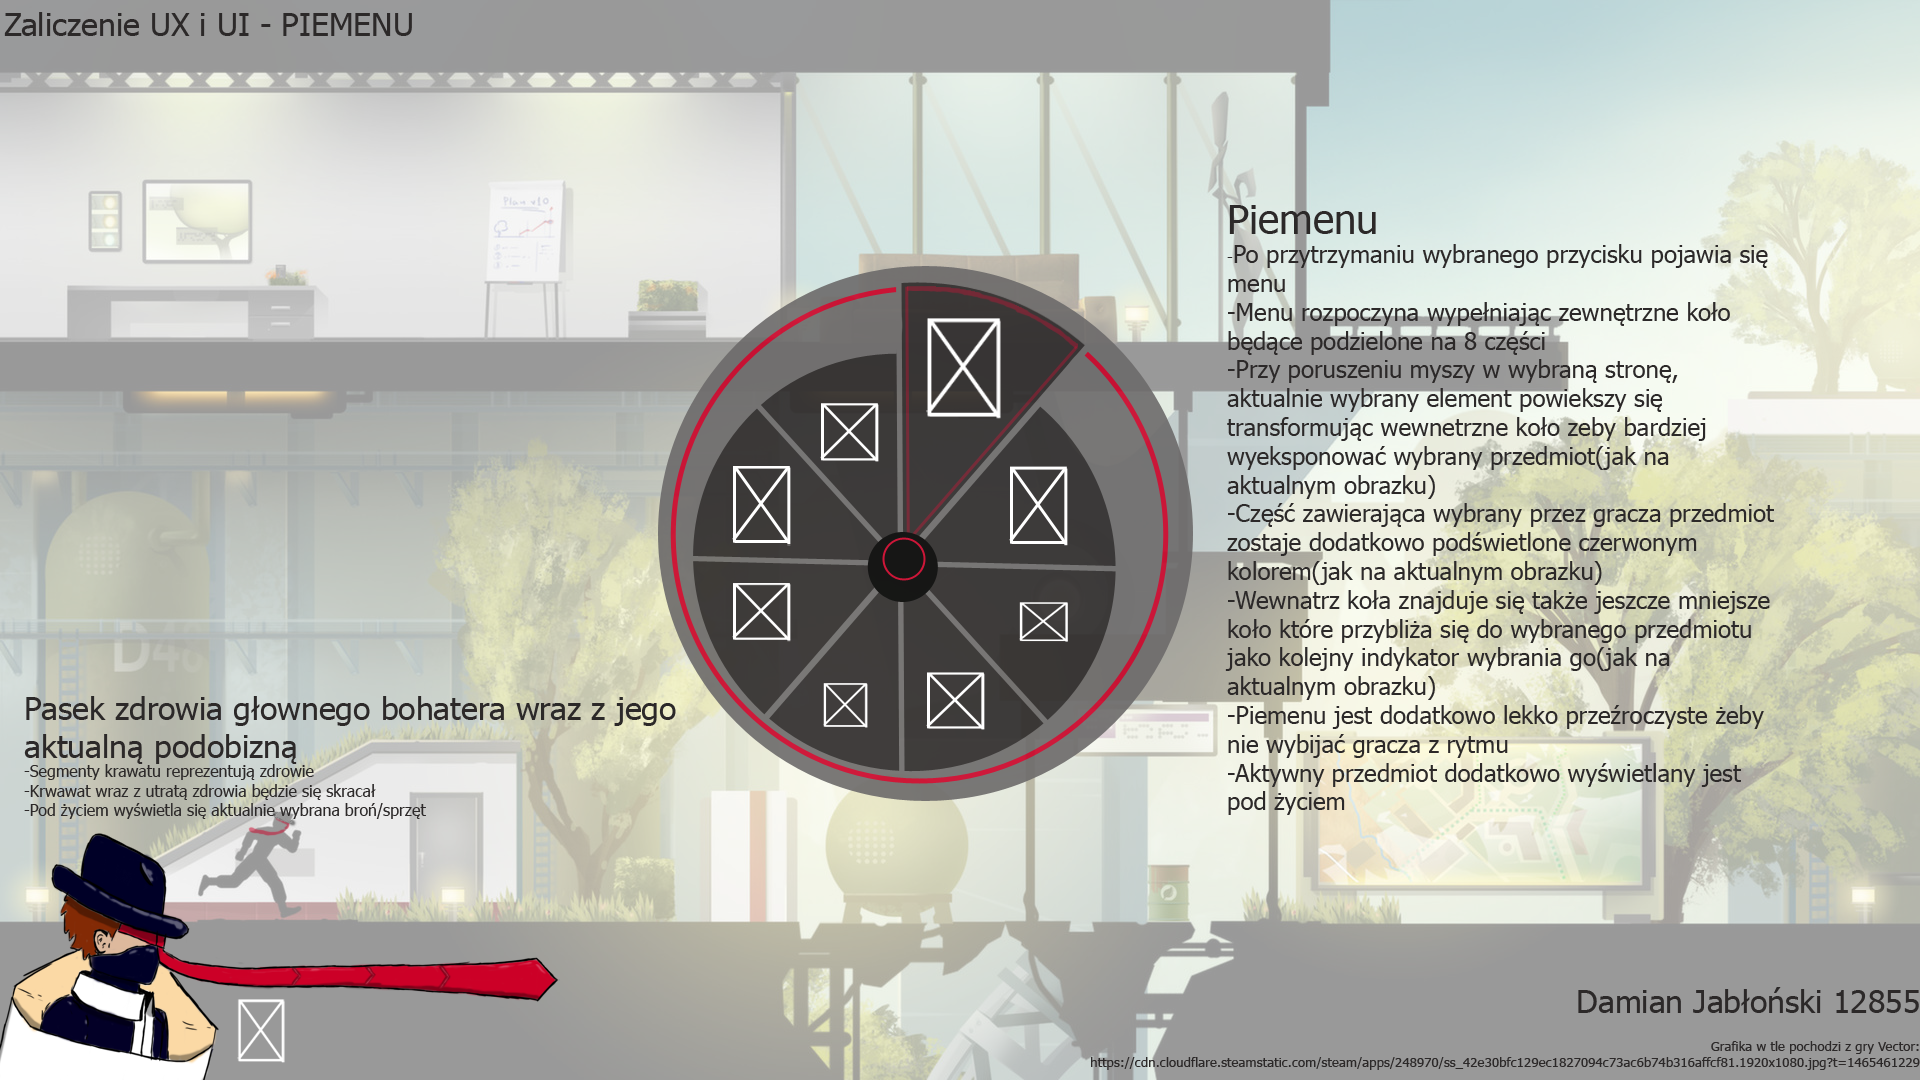 Zaliczenie UX i UI - PIEMENU
Piemenu
-Po przytrzymaniu wybranego przycisku pojawia się
menu
-Menu rozpoczyna wypełniając zewnętrzne koło
będące podzielone na 8 części
-Przy poruszeniu myszy w wybraną stronę,
aktualnie wybrany element powiekszy się
transformując wewnetrzne koło zeby bardziej
wyeksponować wybrany przedmiot(jak na
aktualnym obrazku)
-Część zawierająca wybrany przez gracza przedmiot
zostaje dodatkowo podświetlone czerwonym
kolorem(jak na aktualnym obrazku)
-Wewnatrz koła znajduje się także jeszcze mniejsze
koło które przybliża się do wybranego przedmiotu
jako kolejny indykator wybrania go(jak na
aktualnym obrazku)
-Piemenu jest dodatkowo lekko przeźroczyste żeby
nie wybijać gracza z rytmu
-Aktywny przedmiot dodatkowo wyświetlany jest
pod życiem
Pasek zdrowia głownego bohatera wraz z jego
aktualną podobizną
-Segmenty krawatu reprezentują zdrowie
-Krwawat wraz z utratą zdrowia będzie się skracał
-Pod życiem wyświetla się aktualnie wybrana broń/sprzęt
Damian Jabłoński 12855
Grafika w tle pochodzi z gry Vector:
https://cdn.cloudflare.steamstatic.com/steam/apps/248970/ss_42e30bfc129ec1827094c73ac6b74b316affcf81.1920x1080.jpg?t=1465461229